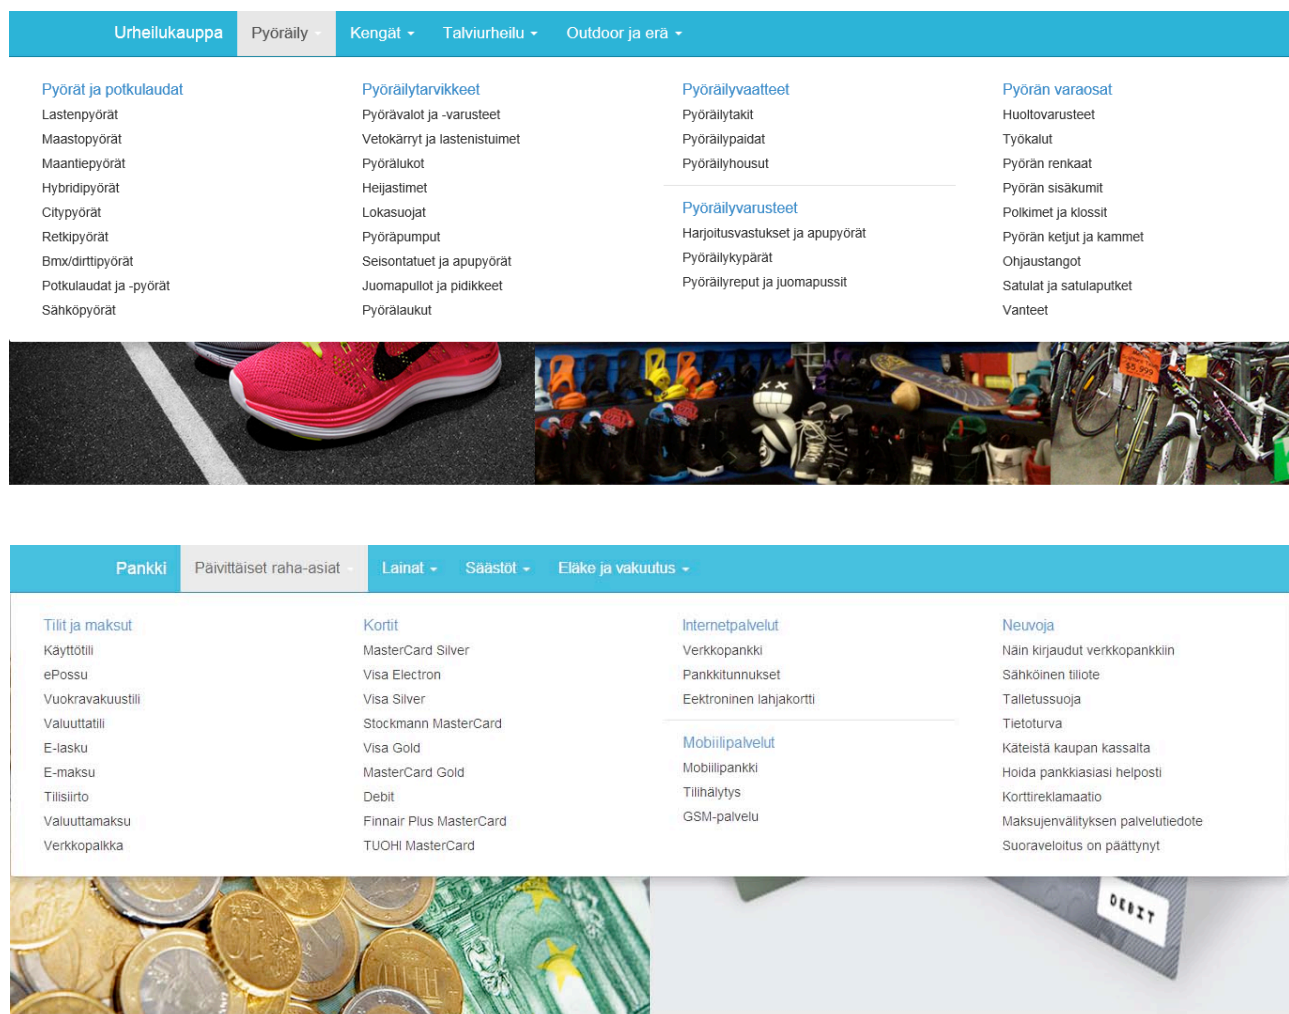 Urheilukauppa Pyöräily Kengät Talviurheilu Outdoor ja erä
Pyörät ja potkulaudat
Lastenpyörät
Maastopyörät
Maantiepyörät
Hybridipyörät
Citypyörät
Retkipyörät
Bmx/dirttipyörät
Potkulaudat ja -pyörät
Sähköpyörät
Pyöräilytarvikkeet
Pyörävalot ja -varusteet
Vetokärryt ja lastenistuimet
Pyörälukot
Heijastimet
Lokasuojat
Pyöräpumput
Seisontatuet ja apupyörät
Juomapullot ja pidikkeet
Pyörälaukut
Pyöräilyvaatteet
Pyöräilytakit
Pyöräilypaidat
Pyöräilyhousut
Pyöräilyvarusteet
Harjoitusvastukset ja apupyörät
Pyöräilykypärät
Pyöräilyreput ja juomapussit
Pyörän varaosat
Huoltovarusteet
Työkalut
Pyörän renkaat
Pyörän sisäkumit
Polkimet ja klossit
Pyörän ketjut ja kammet
Ohjaustangot
Satulat ja satulaputket
Vanteet
$5,999
Pankki Päivittäiset raha-asiat Lainat Säästöt Eläke ja vakuutus
Tilit ja maksut
Käyttötili
ePossu
Vuokravakuustili
Valuuttatili
E-lasku
E-maksu
Tilisiirto
Valuuttamaksu
Verkkopalkka
Kortit
MasterCard Silver
Visa Electron
Visa Silver
Stockmann MasterCard
Visa Gold
MasterCard Gold
Debit
Finnair Plus MasterCard
TUOHI MasterCard
Internetpalvelut
Verkkopankki
Pankkitunnukset
Eektroninen lahjakortti
Mobiilipalvelut
Mobiilipankki
Tilihälytys
GSM-palvelu
Neuvoja
Näin kirjaudut verkkopankkiin
Sähköinen tiliote
Talletussuoja
Tietoturva
Käteistä kaupan kassalta
Hoida pankkiasiasi helposti
Korttireklamaatio
Maksujenvälityksen palvelutiedote
Suoraveloitus on päättynyt
10
DEBIT